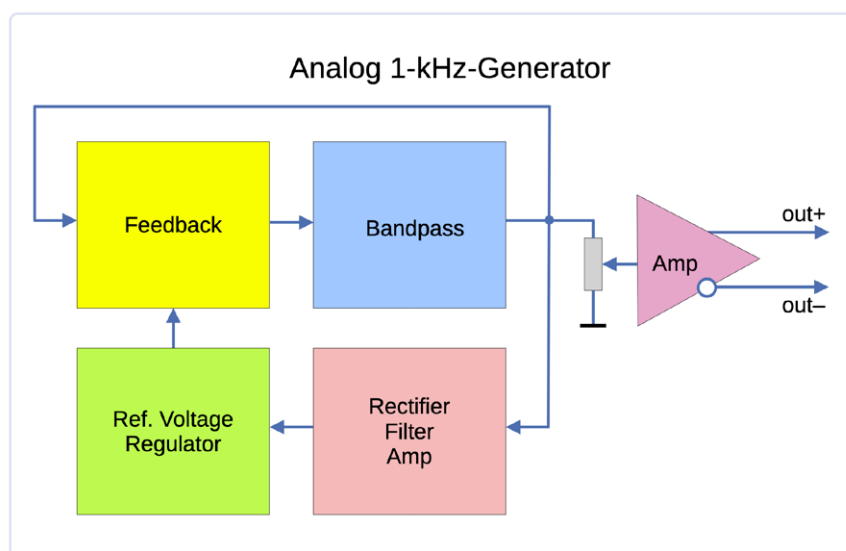 Analog 1-kHz-Generator
Feedback
Bandpass
Amp
out+
out–
Ref. Voltage
Regulator
Rectifier
Filter
Amp